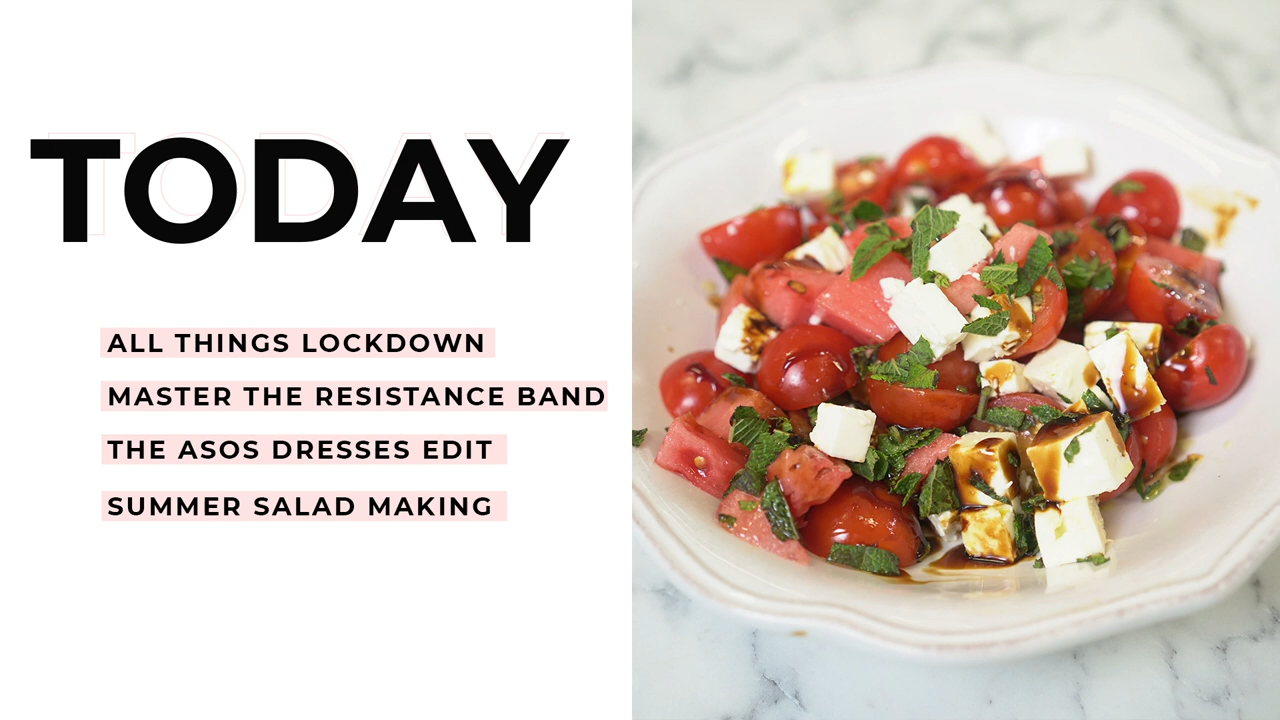 TODAY
ALL THINGS LOCKDOWN
MASTER THE RESISTANCE BAND
THE ASOS DRESSES EDIT
SUMMER SALAD MAKING